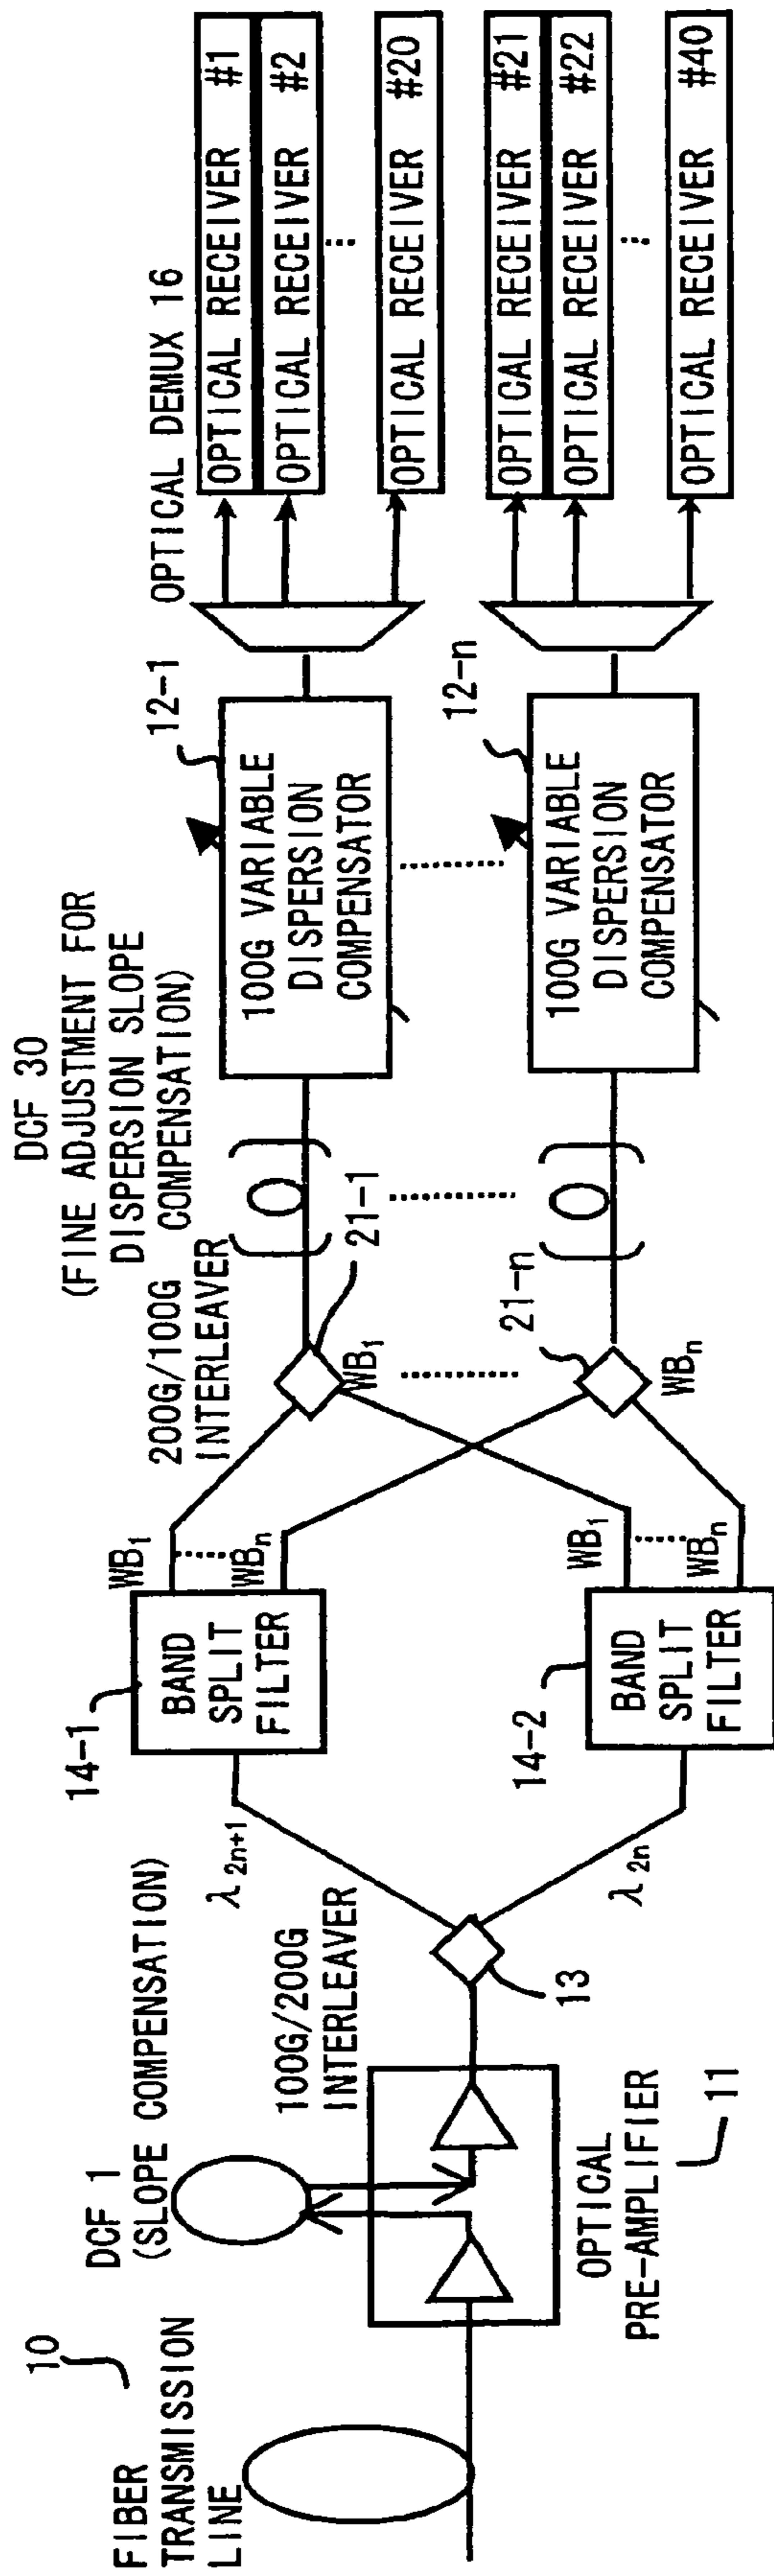 FIBER
TRANSMISSION
LINE
10
DCF 1
(SLOPE COMPENSATION)
OPTICAL
PRE-AMPLIFIER
11
100G/200G
INTERLEAVER
13
λ2n+1
λ2n
14-1
BAND
SPLIT
FILTER
WB1
WBn
14-2
BAND
SPLIT
FILTER
WB1
WBn
200G/100G
INTERLEAVER
21-1
WB1
21-n
WBn
DCF 30
(FINE ADJUSTMENT FOR
DISPERSION SLOPE
COMPENSATION)
12-1
100G VARIABLE
DISPERSION
COMPENSATOR
12-n
100G VARIABLE
DISPERSION
COMPENSATOR
OPTICAL DEMUX 16
OPTICAL RECEIVER #1
OPTICAL RECEIVER #2
OPTICAL RECEIVER #20
OPTICAL RECEIVER #21
OPTICAL RECEIVER #22
OPTICAL RECEIVER #40